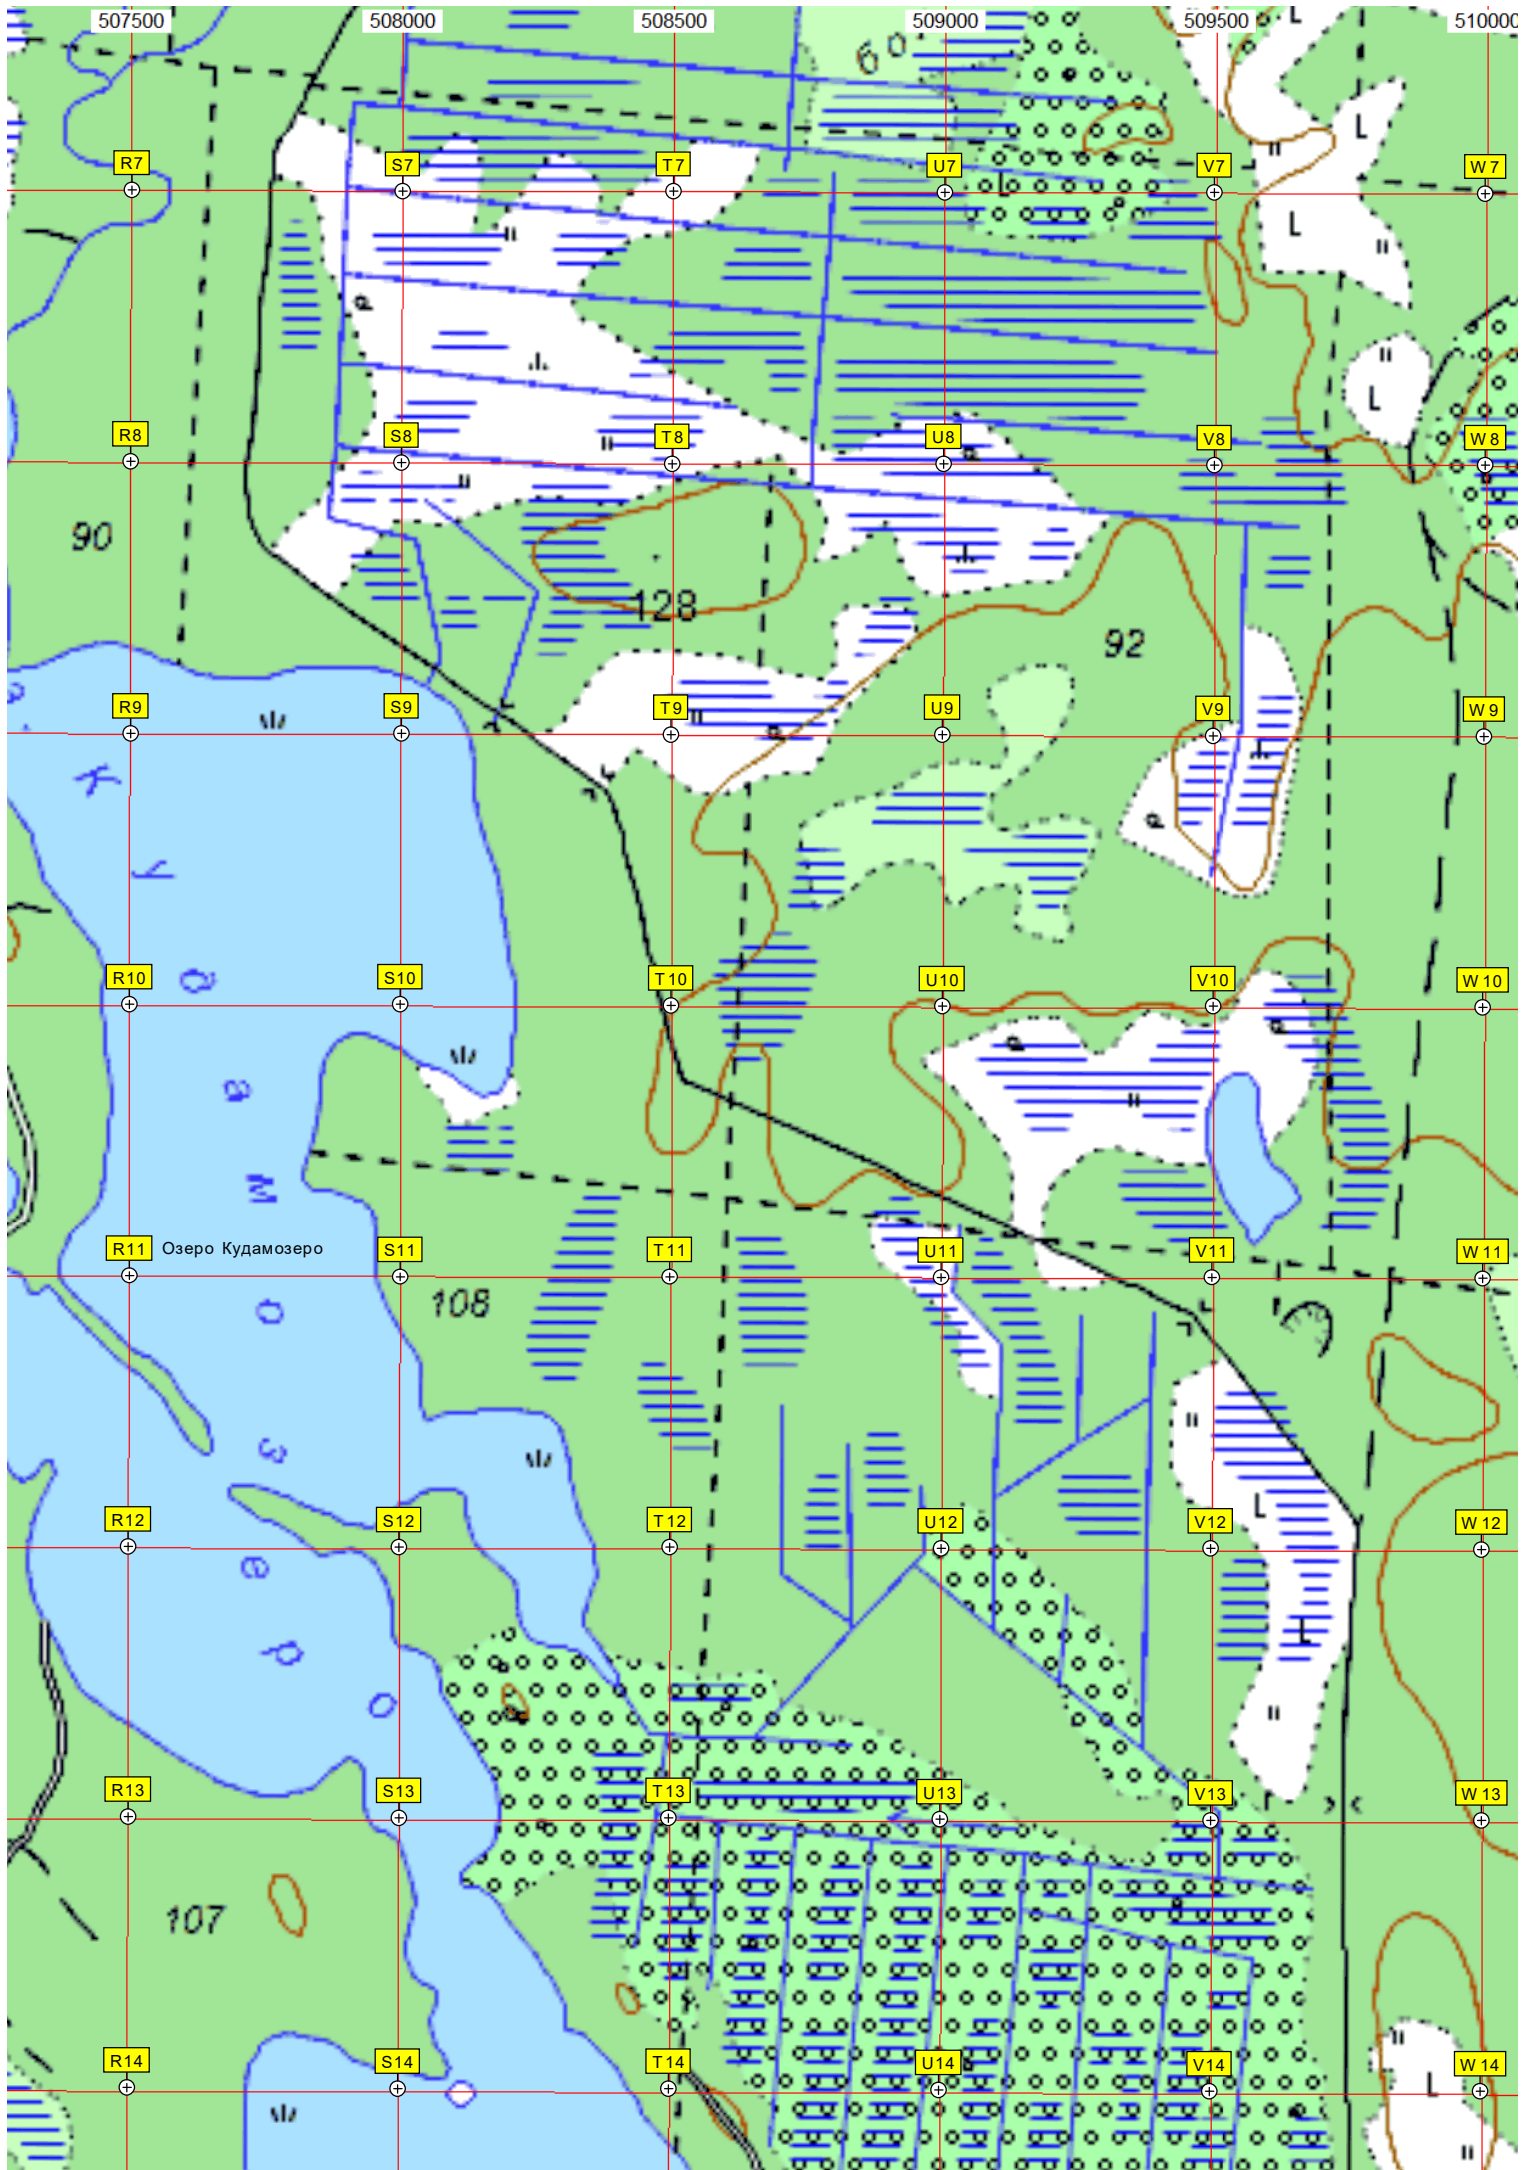 507500 508000 508500 509000 509500 510000
60
R7 S7 T7 U7 V7 W7
R8 S8 T8 U8 V8 W8
90
128
92
R9 S9 T9 U9 V9 W9
R10 S10 T10 U10 V10 W10
R11 Озеро Кудамозеро S11 T11 U11 V11 W11
108
R12 S12 T12 U12 V12 W12
R13 S13 T13 U13 V13 W13
107
R14 S14 T14 U14 V14 W14
К у д а м о з е р о